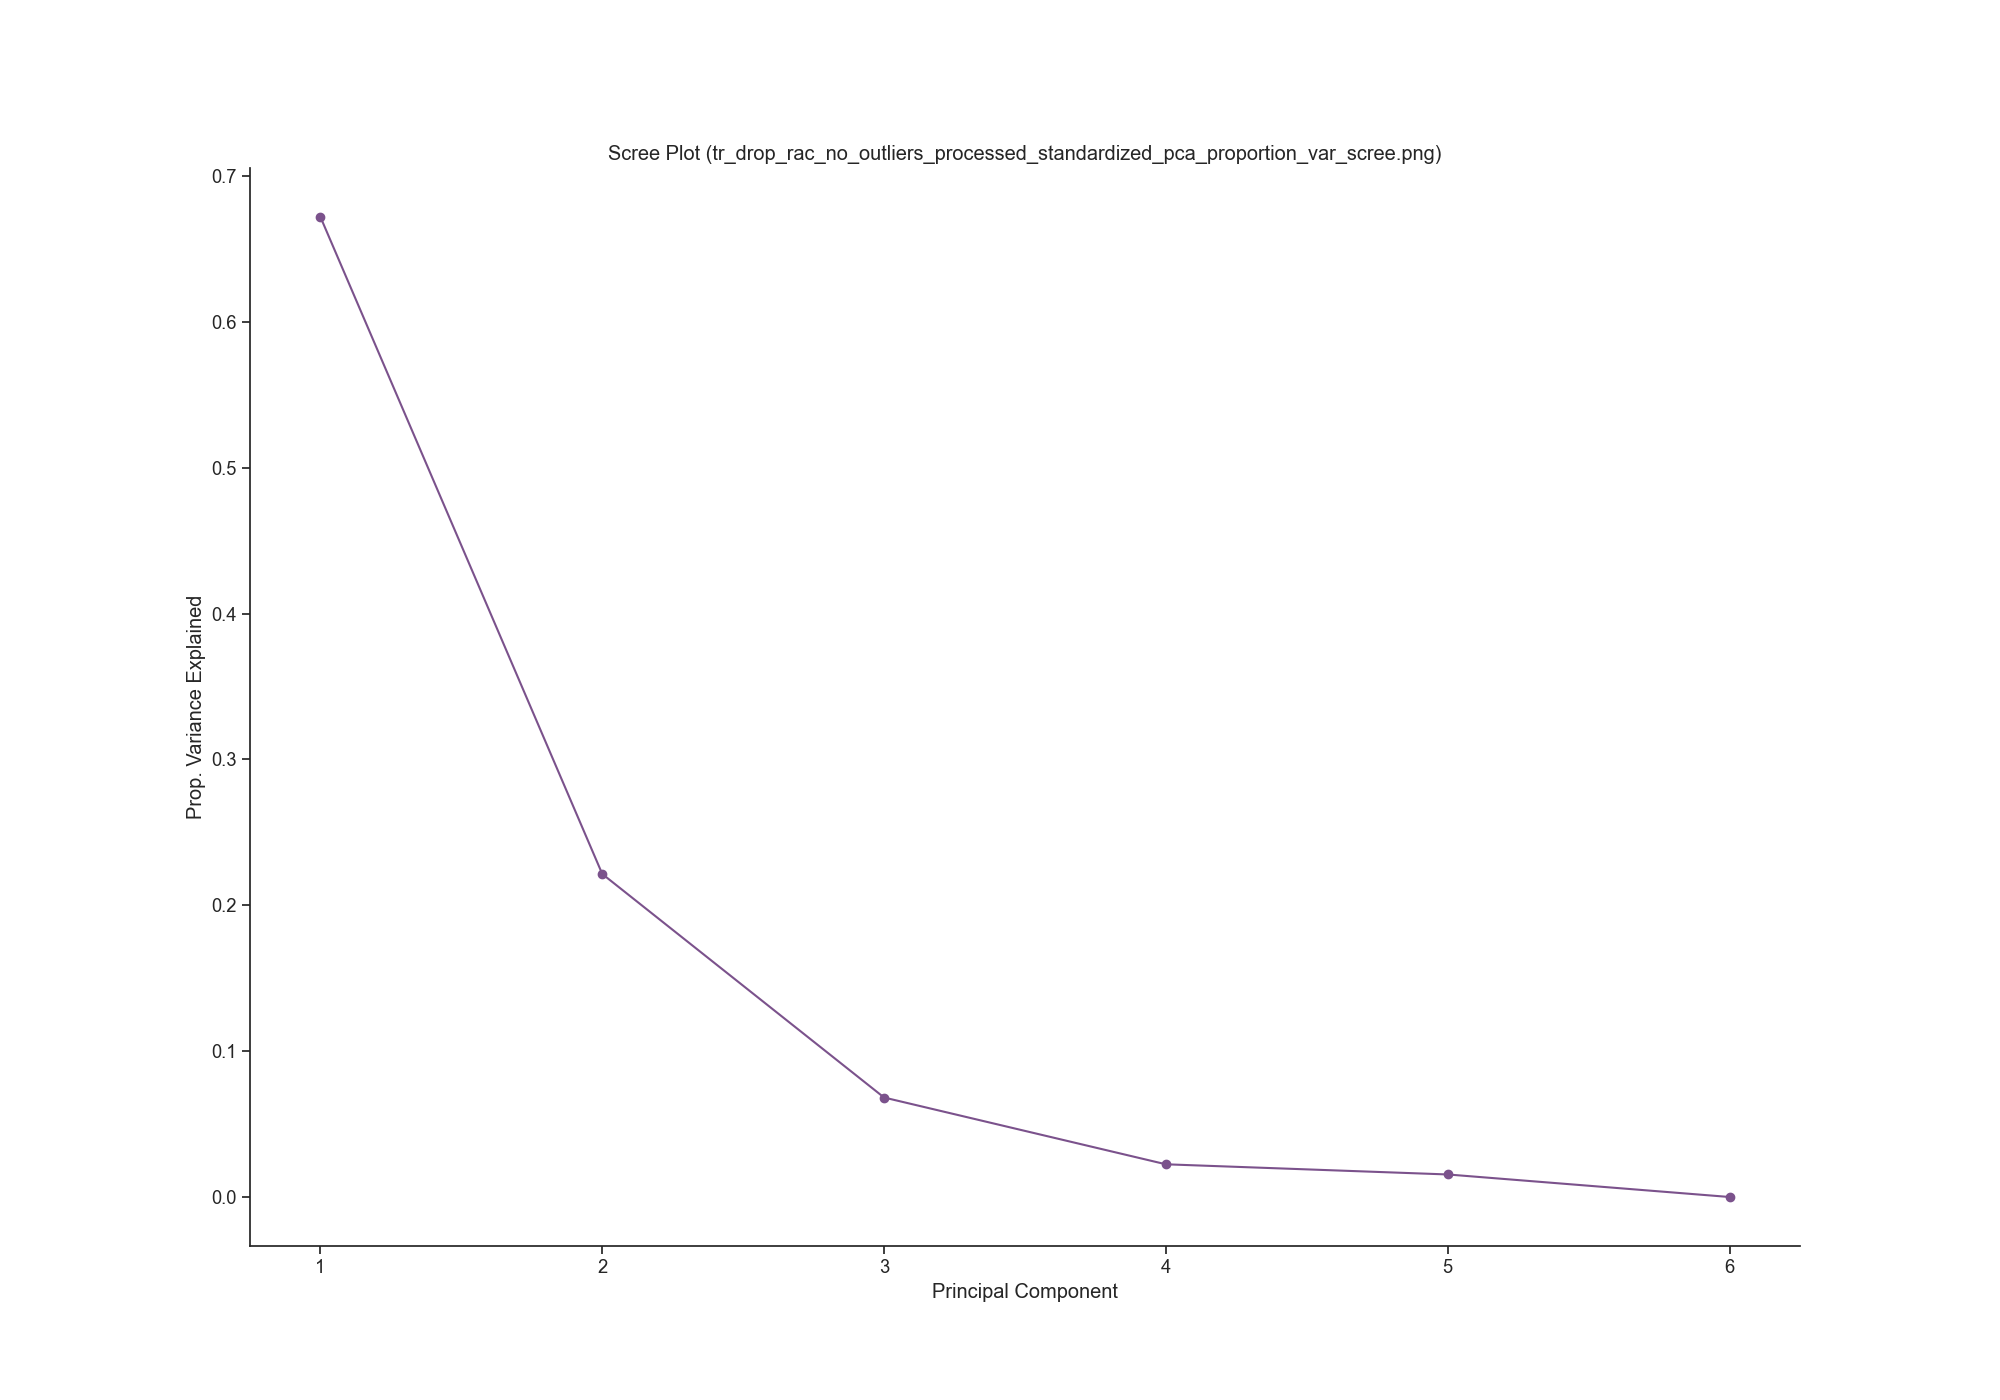 Scree Plot (tr_drop_rac_no_outliers_processed_standardized_pca_proportion_var_scree.png)
0.7
0.6
0.5
0.4
0.3
0.2
0.1
0.0
Prop. Variance Explained
1 2 3 4 5 6
Principal Component